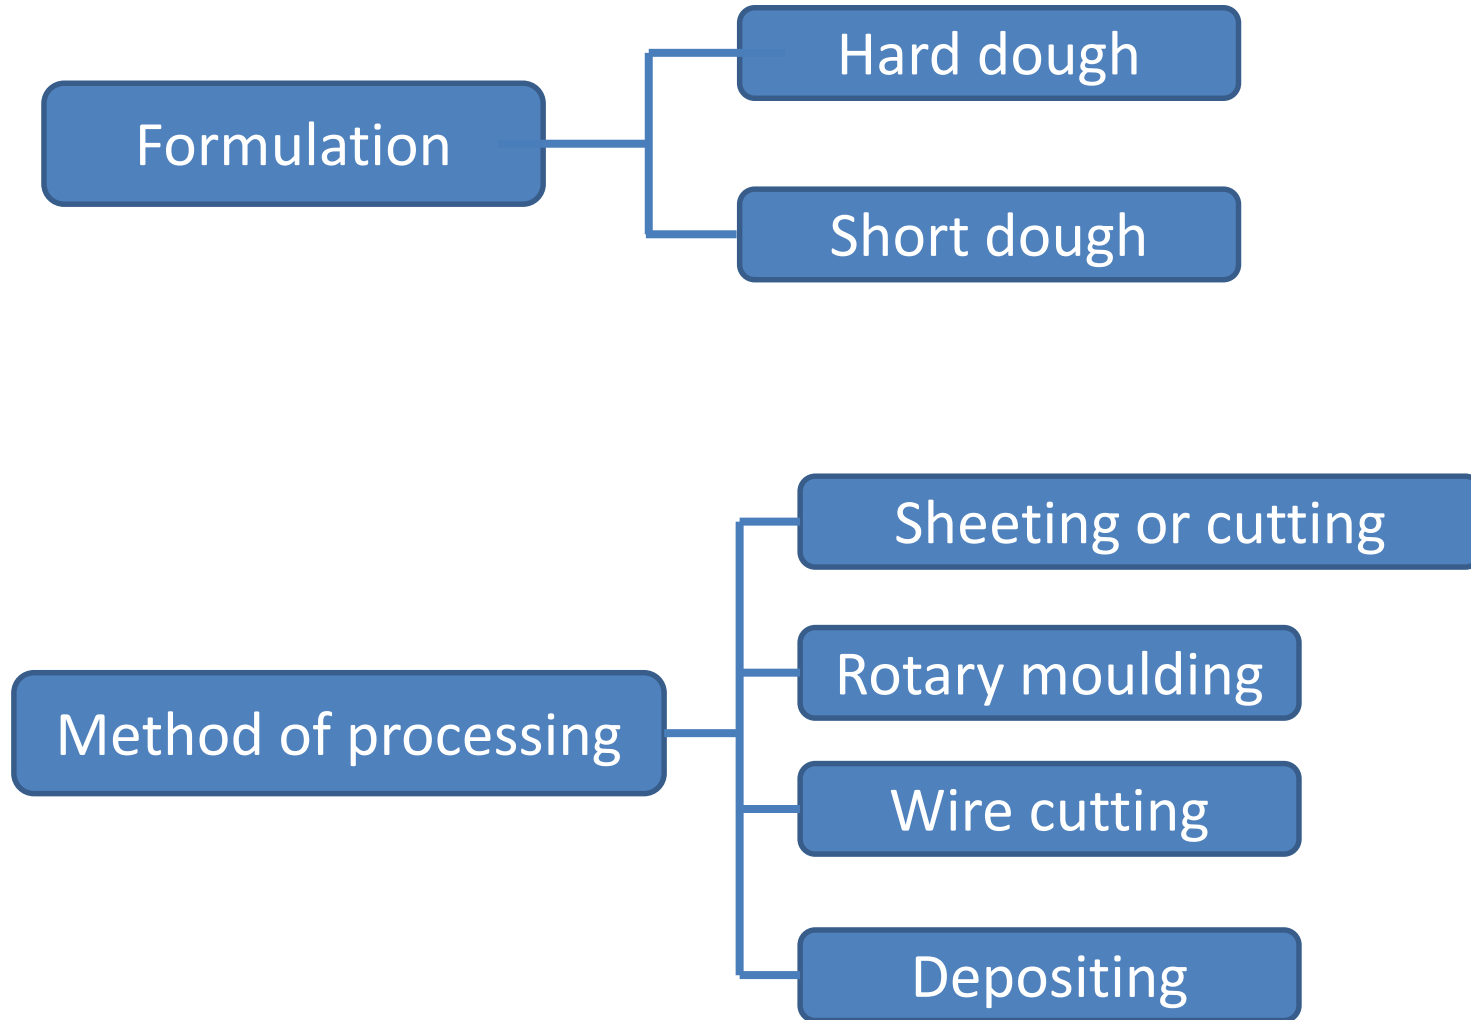 Hard dough
Formulation
Short dough
Sheeting or cutting
Rotary moulding
Method of processing
Wire cutting
Depositing